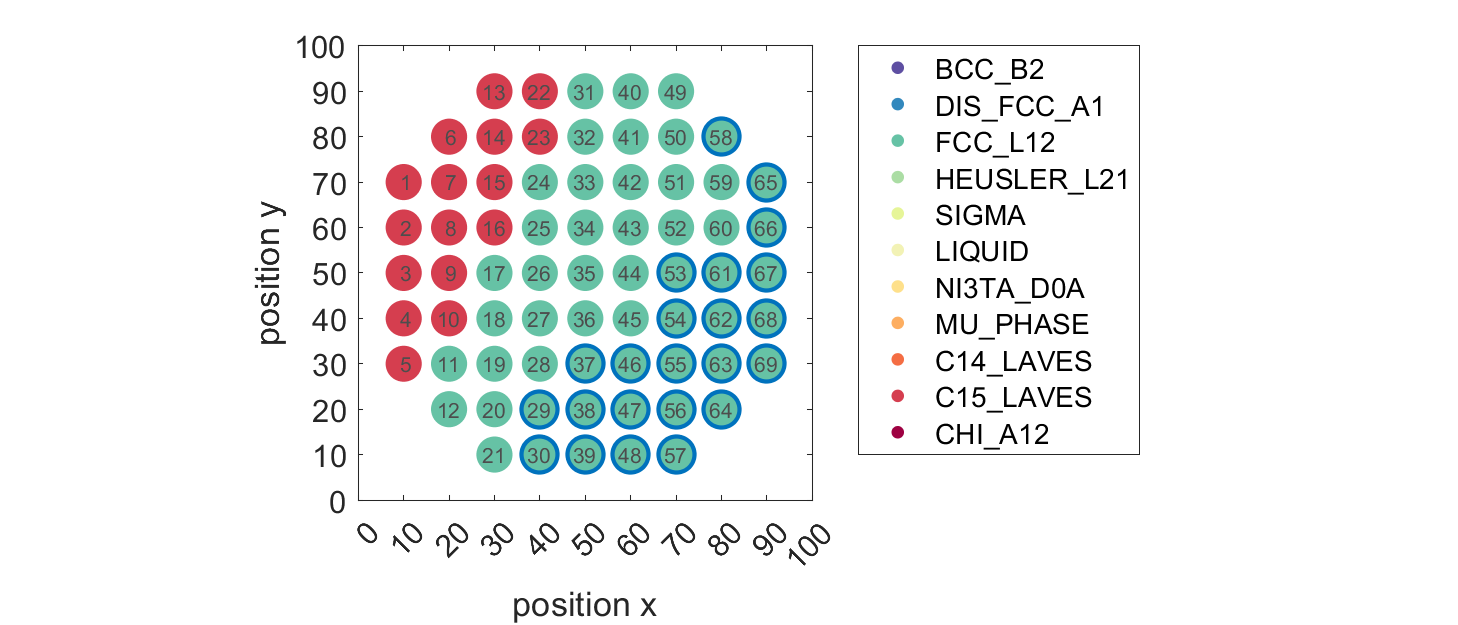 100
90
80
70
60
50
40
30
20
10
0
position y
13 22 31 40 49
6 14 23 32 41 50 58
1 7 15 24 33 42 51 59 65
2 8 16 25 34 43 52 60 66
3 9 17 26 35 44 53 61 67
4 10 18 27 36 45 54 62 68
5 11 19 28 37 46 55 63 69
12 20 29 38 47 56 64
21 30 39 48 57
0 10 20 30 40 50 60 70 80 90 100
position x
BCC_B2
DIS_FCC_A1
FCC_L12
HEUSLER_L21
SIGMA
LIQUID
NI3TA_D0A
MU_PHASE
C14_LAVES
C15_LAVES
CHI_A12